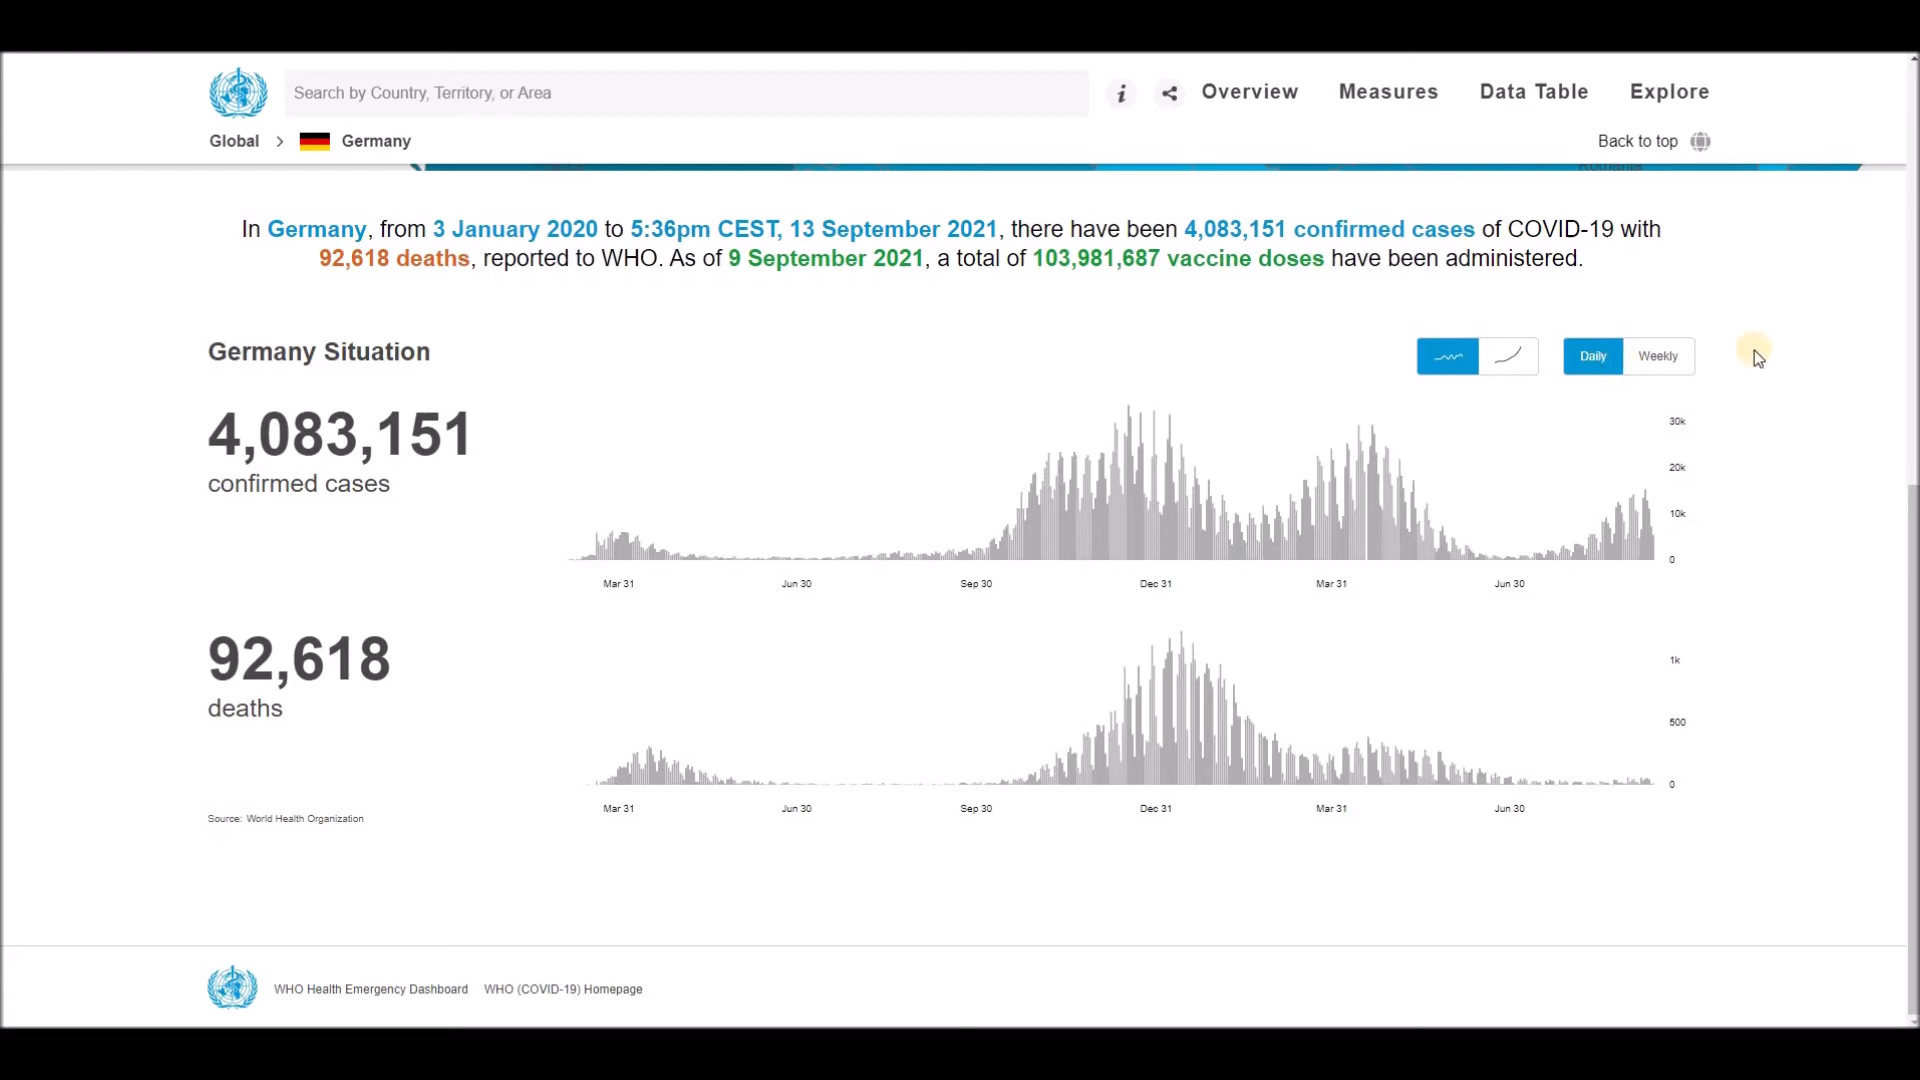 Search by Country, Territory, or Area
i
Overview
Measures
Data Table
Explore
Global > Germany
Back to top
Romania
In Germany, from 3 January 2020 to 5:36pm CEST, 13 September 2021, there have been 4,083,151 confirmed cases of COVID-19 with
92,618 deaths, reported to WHO. As of 9 September 2021, a total of 103,981,687 vaccine doses have been administered.
Germany Situation
Daily
Weekly
4,083,151
confirmed cases
30k
20k
10k
0
Mar 31
Jun 30
Sep 30
Dec 31
Mar 31
Jun 30
92,618
deaths
1k
500
0
Mar 31
Jun 30
Sep 30
Dec 31
Mar 31
Jun 30
Source: World Health Organization
WHO Health Emergency Dashboard
WHO (COVID-19) Homepage